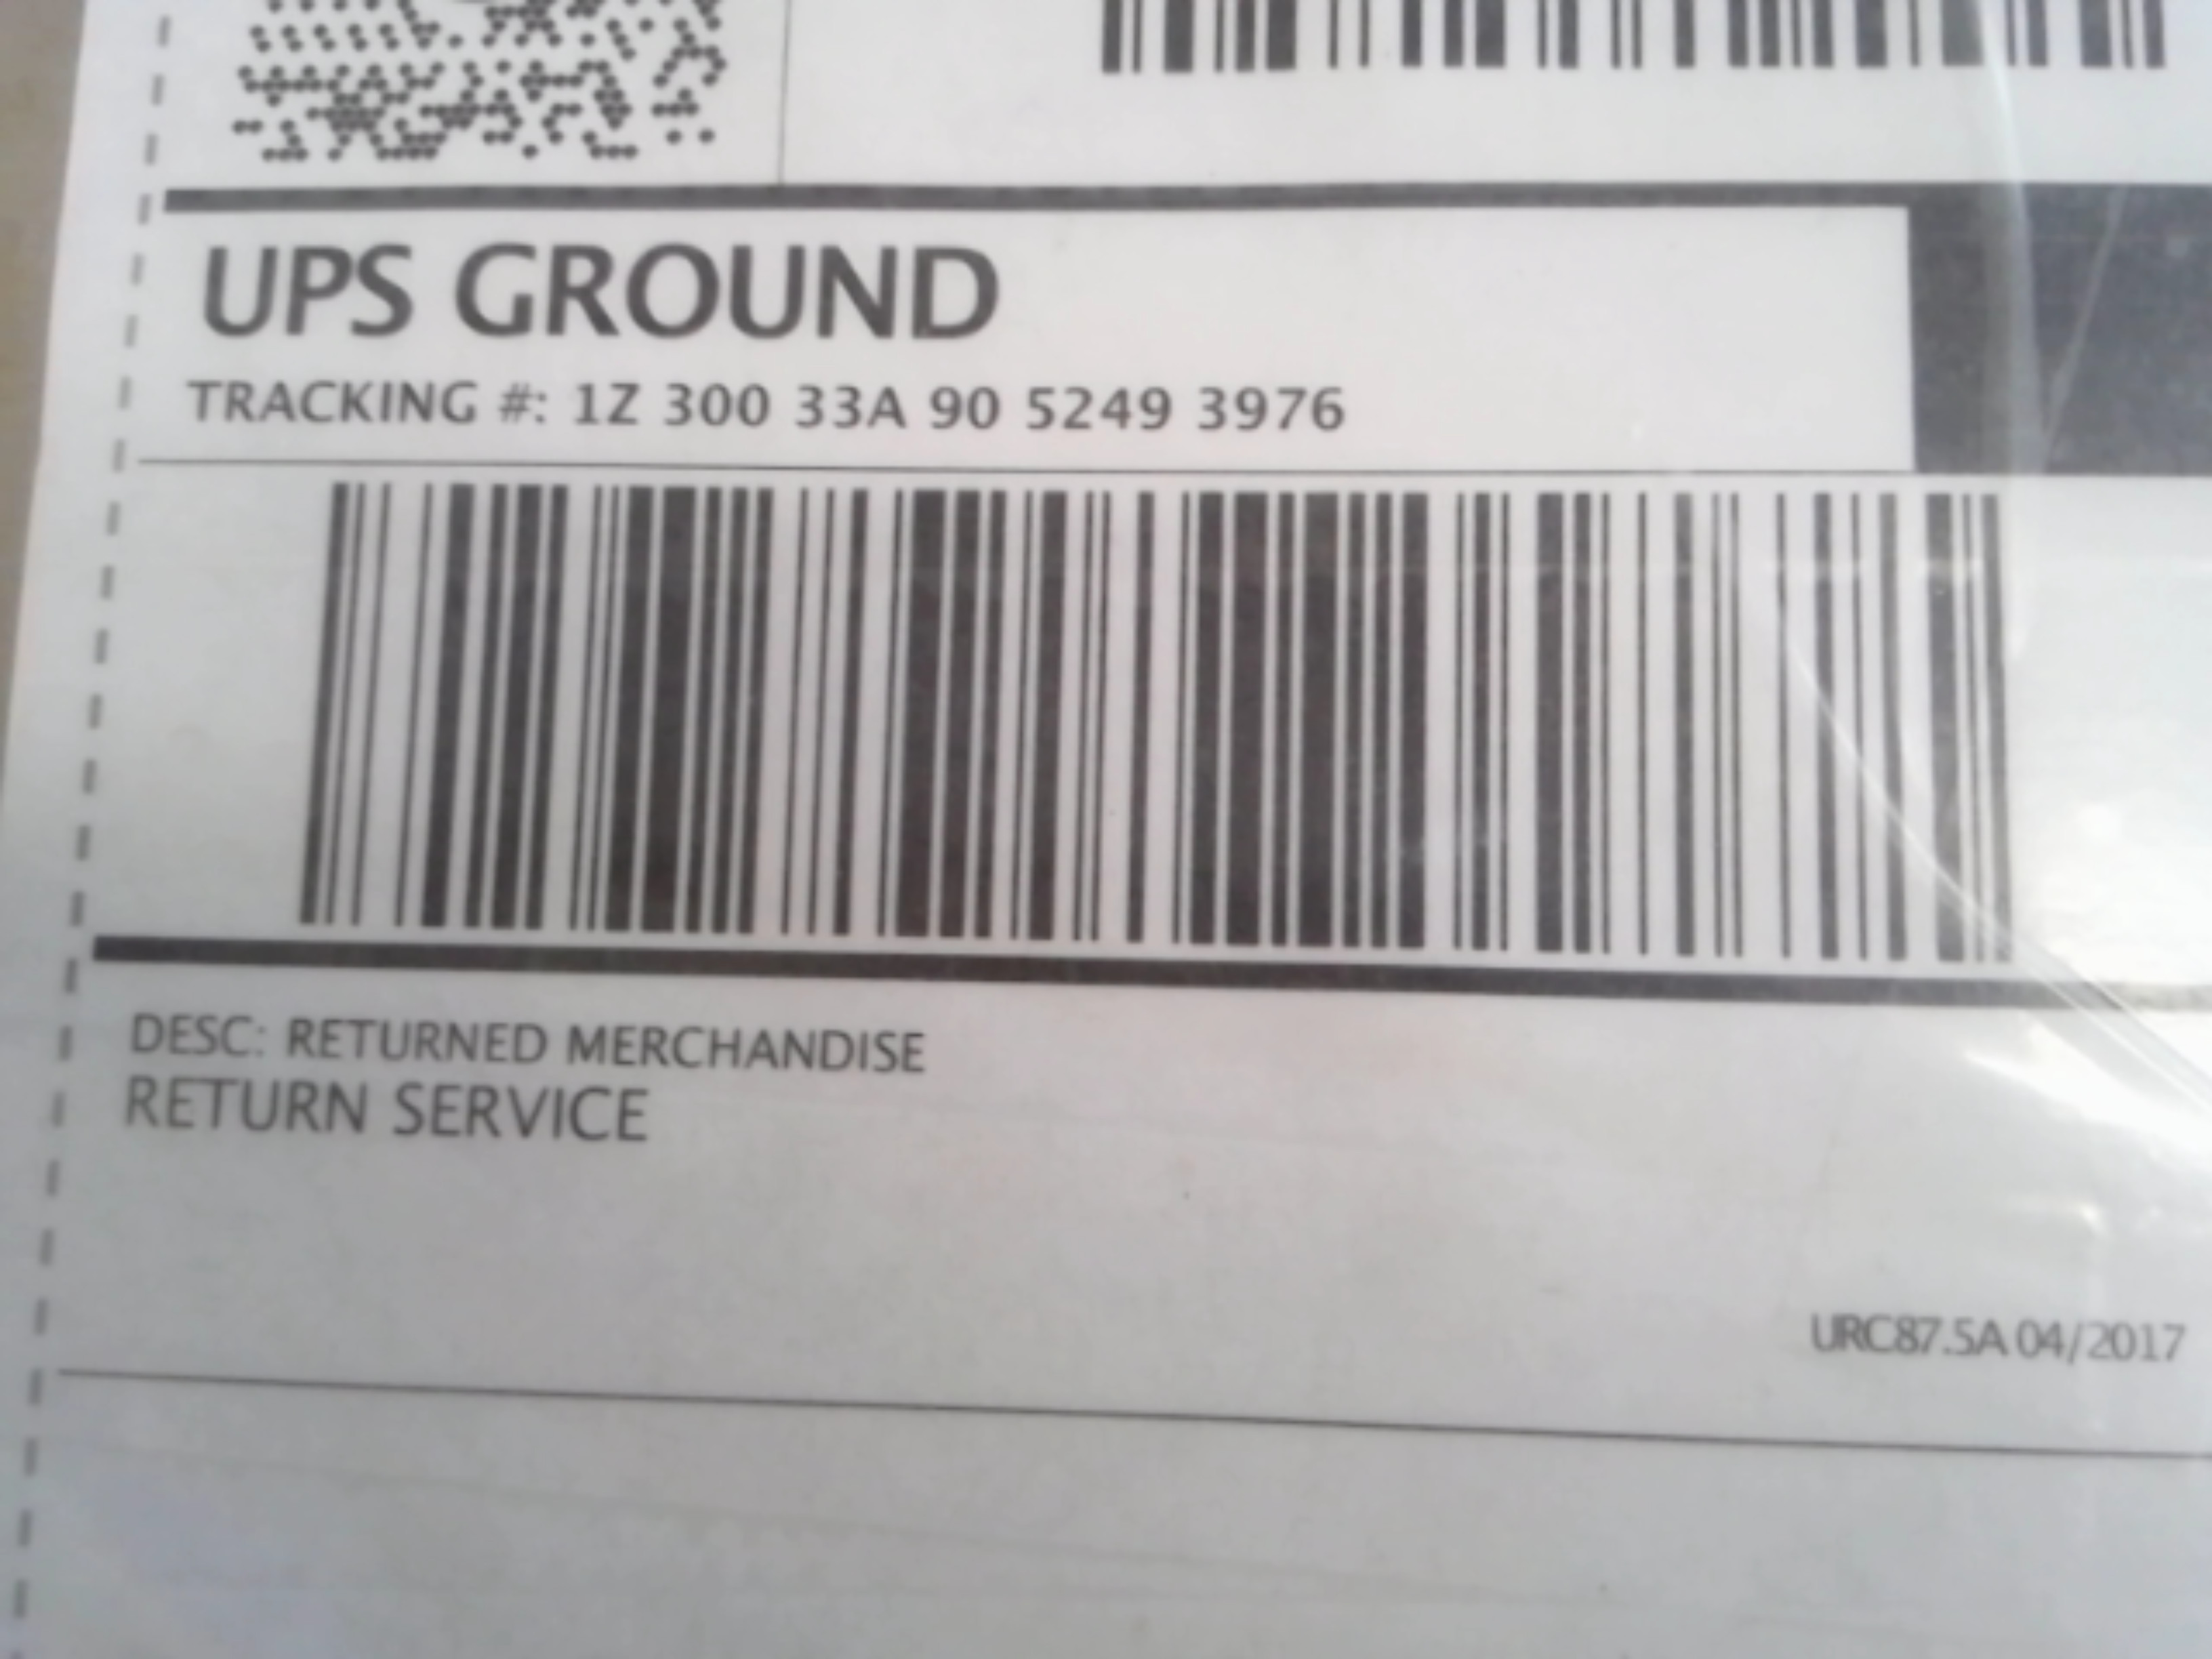 UPS GROUND
TRACKING #: 1Z 300 33A 90 5249 3976
DESC: RETURNED MERCHANDISE
RETURN SERVICE
URC87.5A 04/2017